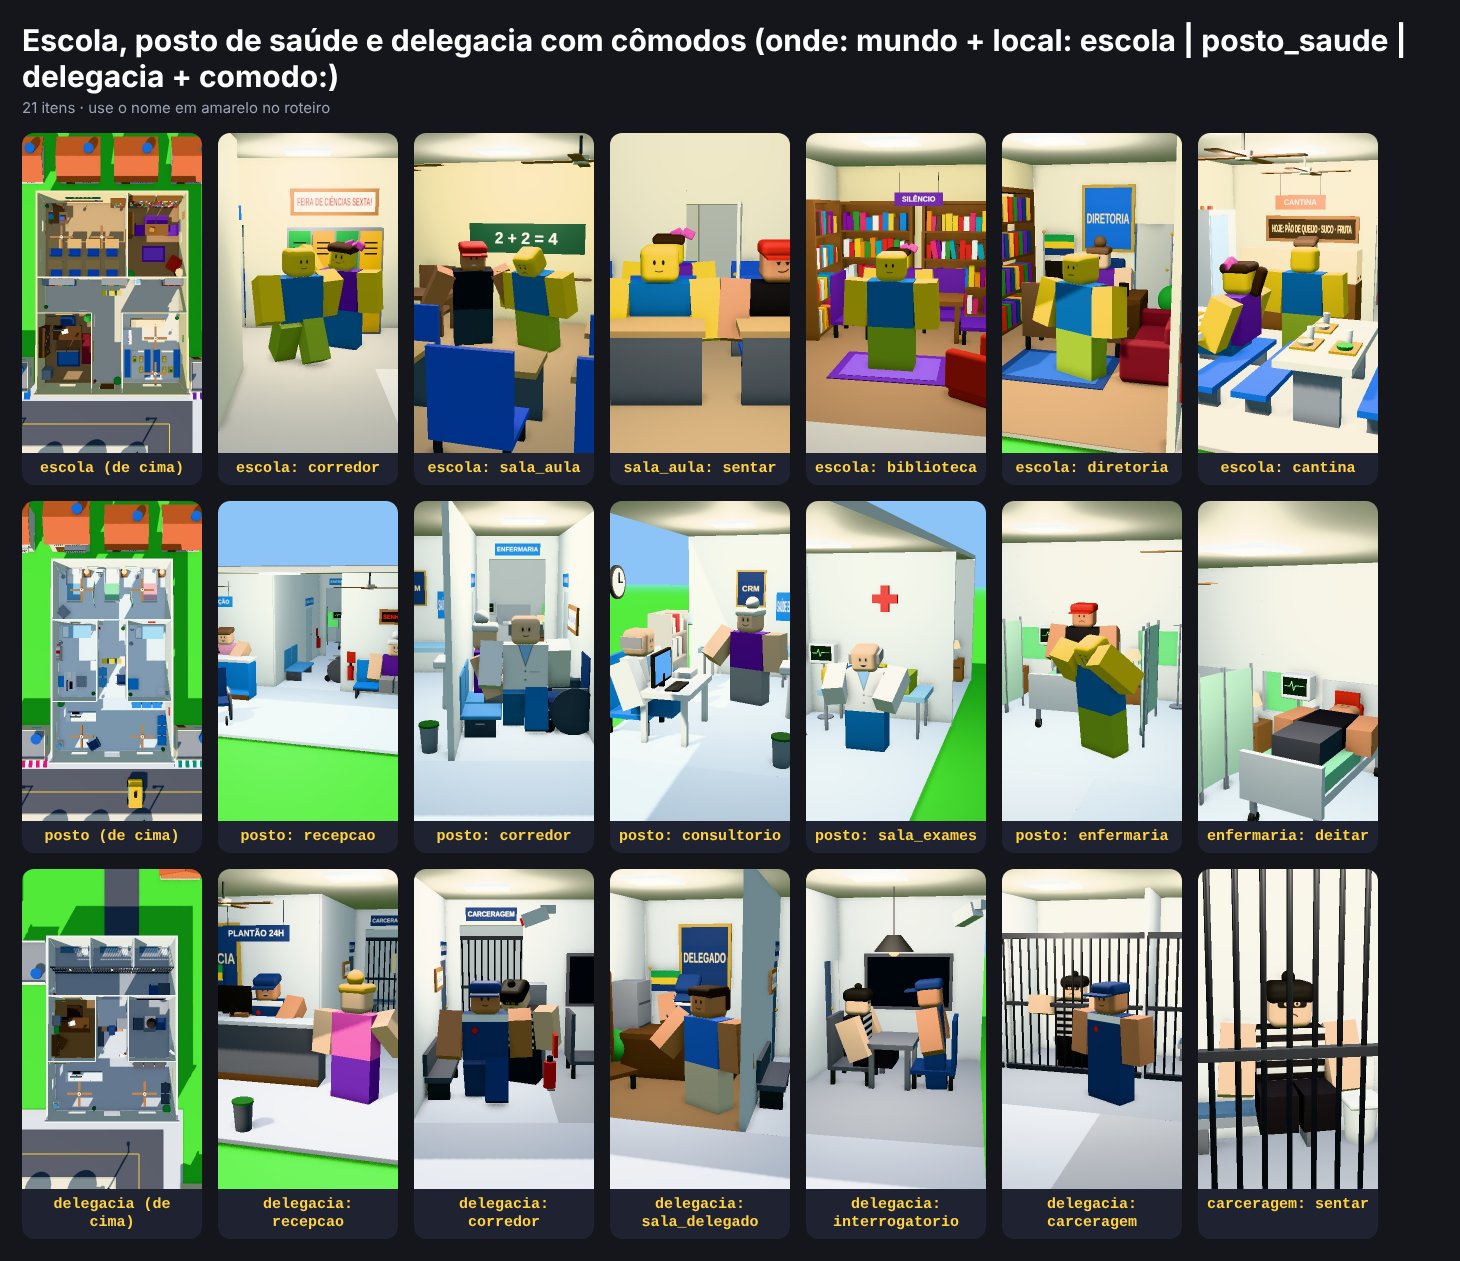 Escola, posto de saúde e delegacia com cômodos (onde: mundo + local: escola | posto_saude |
delegacia + comodo:)
21 itens · use o nome em amarelo no roteiro
FEIRA DE CIÊNCIAS SEXTA!
2 + 2 = 4
SILÊNCIO
DIRETORIA
CANTINA
HOJE: PÃO DE QUEIJO - SUCO - FRUTA
escola (de cima)
escola: corredor
escola: sala_aula
sala_aula: sentar
escola: biblioteca
escola: diretoria
escola: cantina
ENFERMARIA
CRM
posto (de cima)
posto: recepcao
posto: corredor
posto: consultorio
posto: sala_exames
posto: enfermaria
enfermaria: deitar
PLANTÃO 24H
CARCERA
CIA
CARCERAGEM
DELEGADO
delegacia (de
cima)
delegacia:
recepcao
delegacia:
corredor
delegacia:
sala_delegado
delegacia:
interrogatorio
delegacia:
carceragem
carceragem: sentar